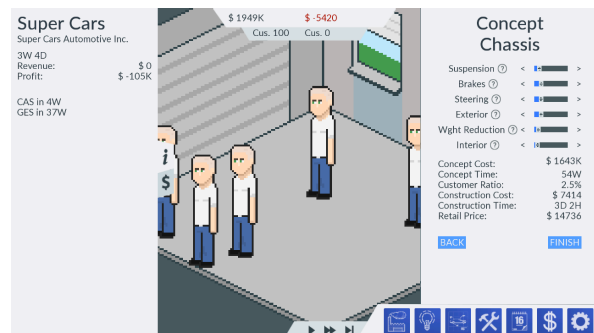 Super Cars
Super Cars Automotive Inc.
3W 4D
Revenue: $ 0
Profit: $ -105K
CAS in 4W
GES in 37W
$ 1949K $ -5420
Cus. 100 Cus. 0
i
$
Concept
Chassis
Suspension ? < >
Brakes ? < >
Steering ? < >
Exterior ? < >
Wght Reduction ? < >
Interior ? < >
Concept Cost: $ 1643K
Concept Time: 54W
Customer Ratio: 2.5%
Construction Cost: $ 7414
Construction Time: 3D 2H
Retail Price: $ 14736
BACK FINISH
16 $